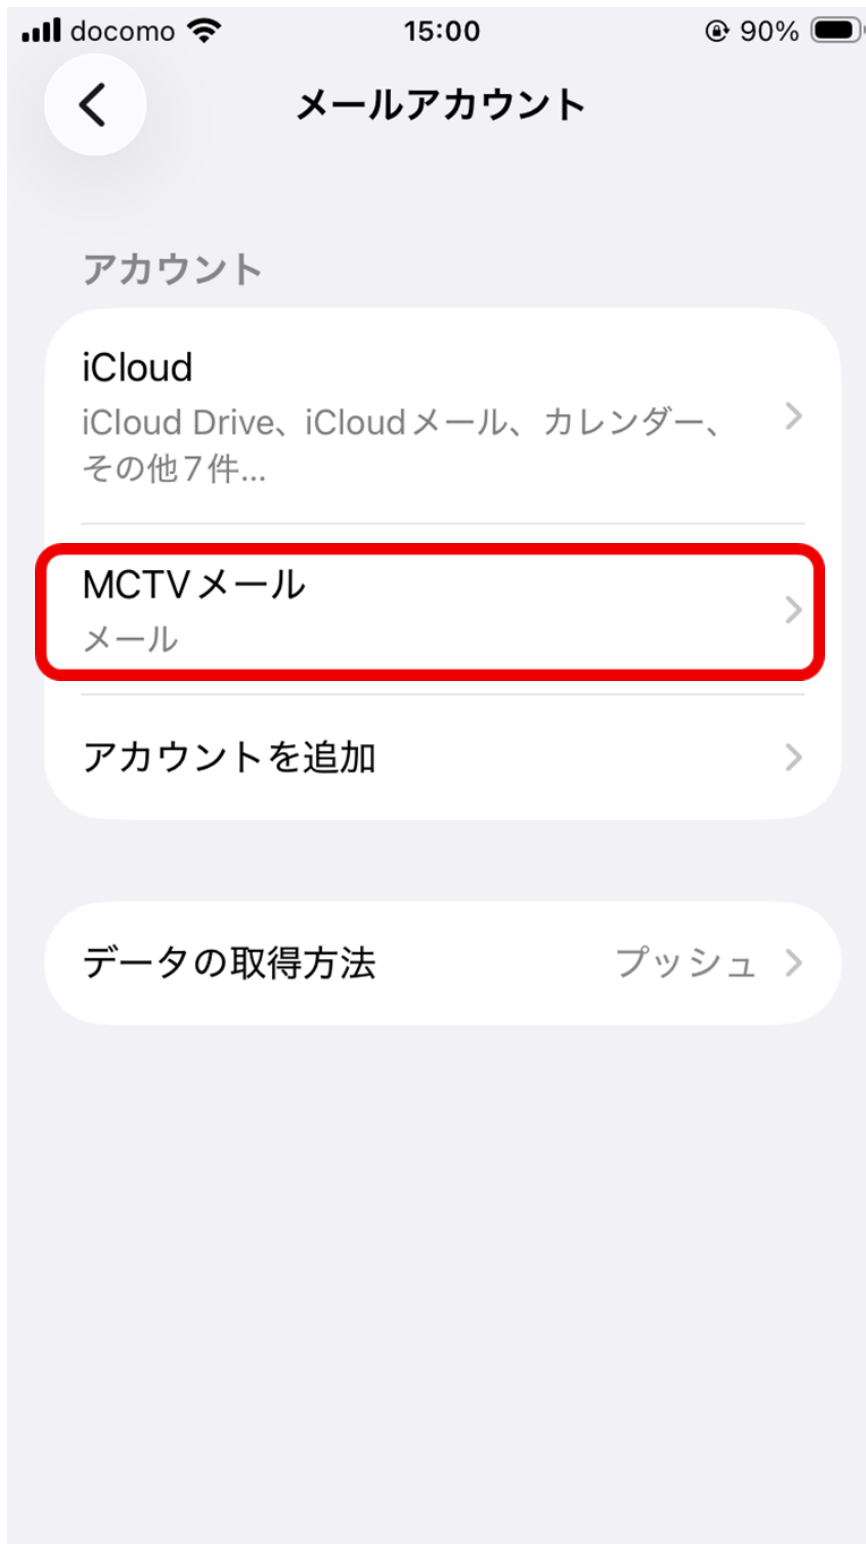 docomo 15:00 90%
メールアカウント
アカウント
iCloud
iCloud Drive、iCloudメール、カレンダー、
その他7件...
MCTVメール
メール
アカウントを追加
データの取得方法 プッシュ